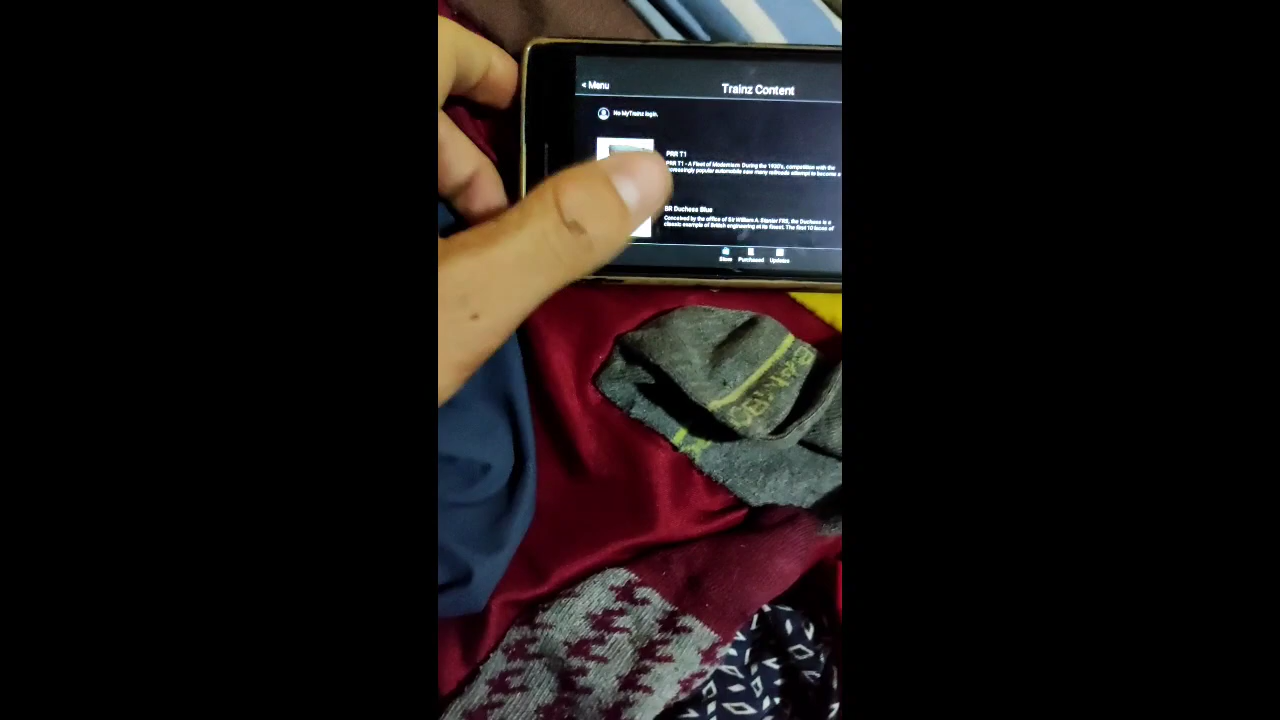 < Menu
Trainz Content
No MyTrainz login.
PRR T1
PRR T1 - A Fleet of Modernism During the 1930's, competition with the
increasingly popular automobile saw many railroads attempt to become a
BR Duchess Blue
Conceived by the office of Sir William A. Stanier FRS, the Duchess is a
classic example of British engineering at its finest. The first 10 locos of
Store Purchased Updates